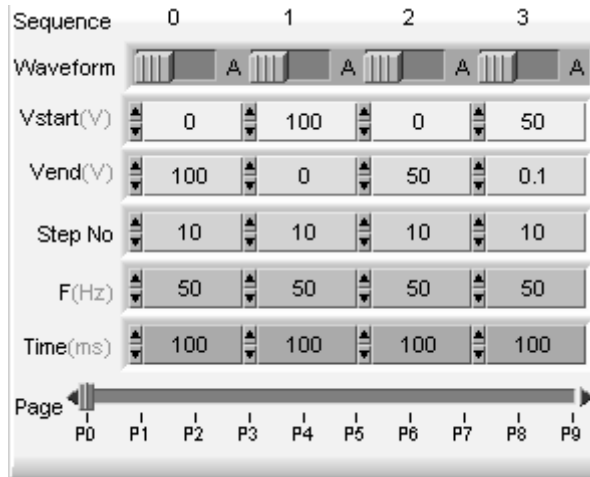 Sequence 0 1 2 3
Waveform A A A A
Vstart(V) 0 100 0 50
Vend(V) 100 0 50 0.1
Step No 10 10 10 10
F(Hz) 50 50 50 50
Time(ms) 100 100 100 100
Page
P0 P1 P2 P3 P4 P5 P6 P7 P8 P9